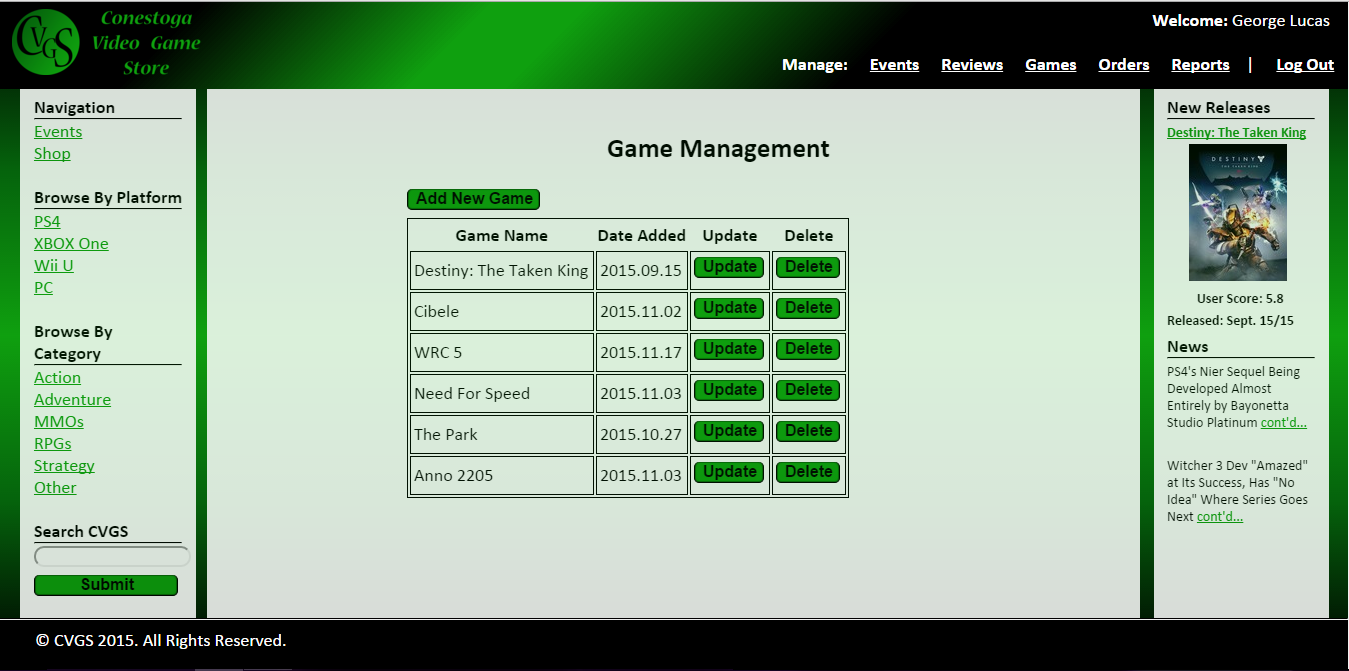 CVGS
Conestoga
Video Game
Store
Welcome: George Lucas
Manage: Events Reviews Games Orders Reports | Log Out
Navigation
Events
Shop
Browse By Platform
PS4
XBOX One
Wii U
PC
Browse By
Category
Action
Adventure
MMOs
RPGs
Strategy
Other
Search CVGS
Submit
Game Management
Add New Game
Game Name Date Added Update Delete
Destiny: The Taken King 2015.09.15 Update Delete
Cibele 2015.11.02 Update Delete
WRC 5 2015.11.17 Update Delete
Need For Speed 2015.11.03 Update Delete
The Park 2015.10.27 Update Delete
Anno 2205 2015.11.03 Update Delete
New Releases
Destiny: The Taken King
DESTINY
THE TAKEN KING
User Score: 5.8
Released: Sept. 15/15
News
PS4's Nier Sequel Being
Developed Almost
Entirely by Bayonetta
Studio Platinum cont'd...
Witcher 3 Dev "Amazed"
at Its Success, Has "No
Idea" Where Series Goes
Next cont'd...
© CVGS 2015. All Rights Reserved.